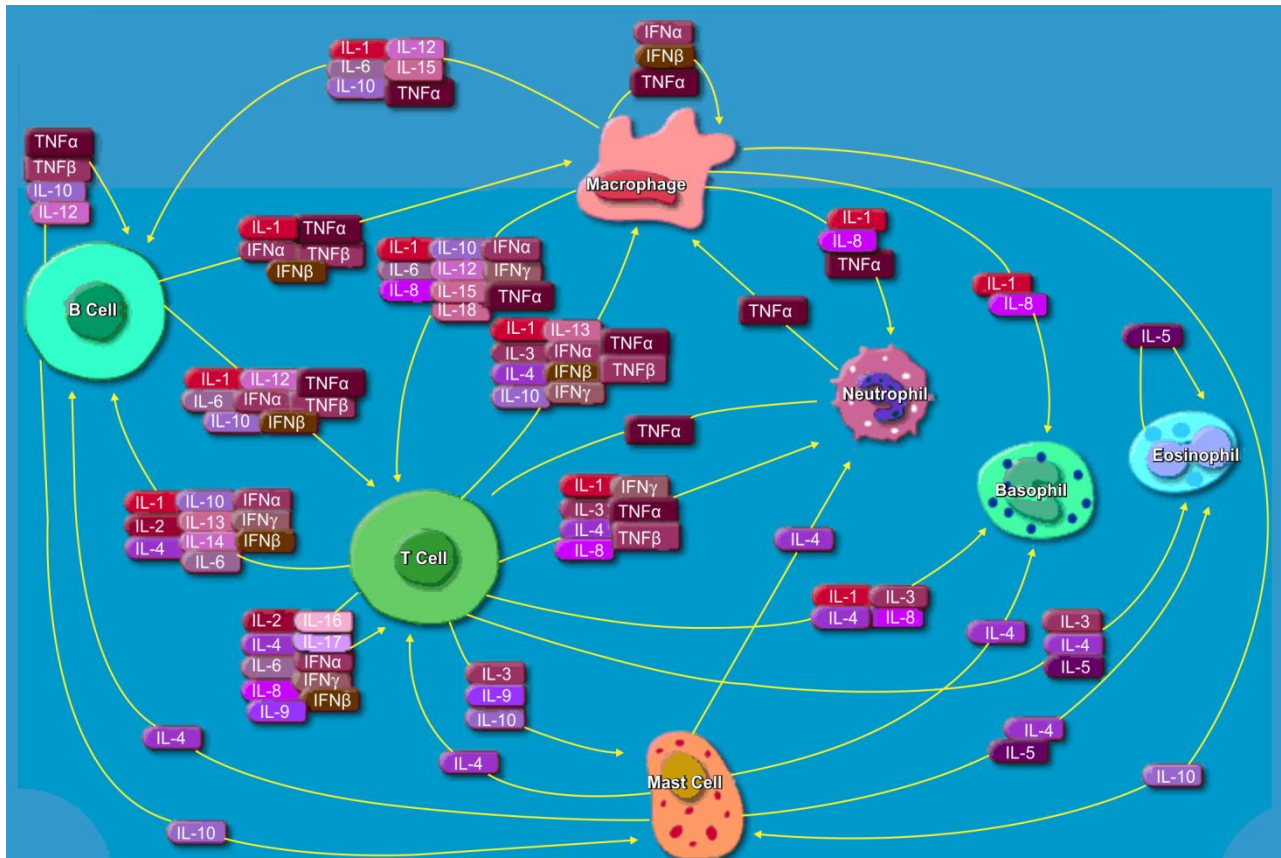 IL-1 IL-12
IL-6 IL-15
IL-10 TNFα
IFNα
IFNβ
TNFα
TNFα
TNFβ
IL-10
IL-12
Macrophage
IL-1 TNFα
IFNα TNFβ
IFNβ
IL-1 IL-10 IFNα
IL-6 IL-12 IFNγ
IL-8 IL-15 TNFα
IL-18
IL-1
IL-8
TNFα
IL-1
IL-8
B Cell
TNFα
IL-1 IL-13 TNFα
IL-3 IFNα
IL-4 IFNβ TNFβ
IL-10 IFNγ
IL-5
IL-1 IL-12 TNFα
IL-6 IFNα TNFβ
IL-10 IFNβ
Neutrophil
TNFα
Eosinophil
Basophil
IL-1 IL-10 IFNα
IL-2 IL-13 IFNγ
IL-4 IL-14 IFNβ
IL-6
T Cell
IL-1 IFNγ
IL-3 TNFα
IL-4 TNFβ
IL-8
IL-4
IL-2 IL-16
IL-4 IL-17
IL-6 IFNα
IL-8 IFNγ
IL-9 IFNβ
IL-1 IL-3
IL-4 IL-8
IL-4
IL-3
IL-4
IL-5
IL-3
IL-9
IL-10
IL-4
IL-4
IL-4
IL-5
Mast Cell
IL-10
IL-10